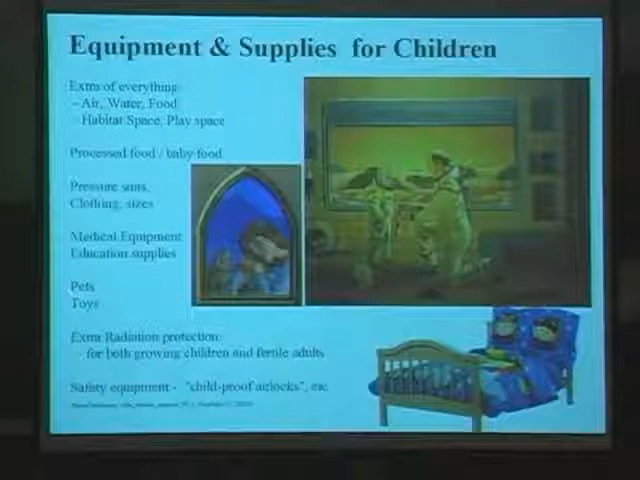 Equipment & Supplies for Children
Extra of everything
- Air, Water, Food
- Habitat Space, Play space
Processed food / baby food
Pressure suits,
Clothing, sizes
Medical Equipment
Education supplies
Pets
Toys
Extra Radiation protection
for both growing children and fertile adults
Safety equipment - "child-proof airlocks", etc